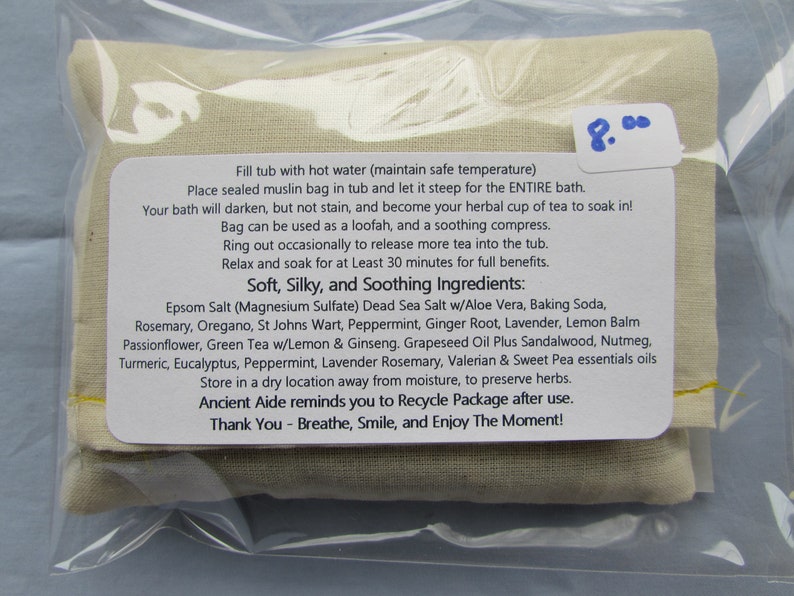 8.00
Fill tub with hot water (maintain safe temperature)
Place sealed muslin bag in tub and let it steep for the ENTIRE bath.
Your bath will darken, but not stain, and become your herbal cup of tea to soak in!
Bag can be used as a loofah, and a soothing compress.
Ring out occasionally to release more tea into the tub.
Relax and soak for at Least 30 minutes for full benefits.
Soft, Silky, and Soothing Ingredients:
Epsom Salt (Magnesium Sulfate) Dead Sea Salt w/Aloe Vera, Baking Soda,
Rosemary, Oregano, St Johns Wart, Peppermint, Ginger Root, Lavender, Lemon Balm
Passionflower, Green Tea w/Lemon & Ginseng. Grapeseed Oil Plus Sandalwood, Nutmeg,
Turmeric, Eucalyptus, Peppermint, Lavender Rosemary, Valerian & Sweet Pea essentials oils
Store in a dry location away from moisture, to preserve herbs.
Ancient Aide reminds you to Recycle Package after use.
Thank You - Breathe, Smile, and Enjoy The Moment!